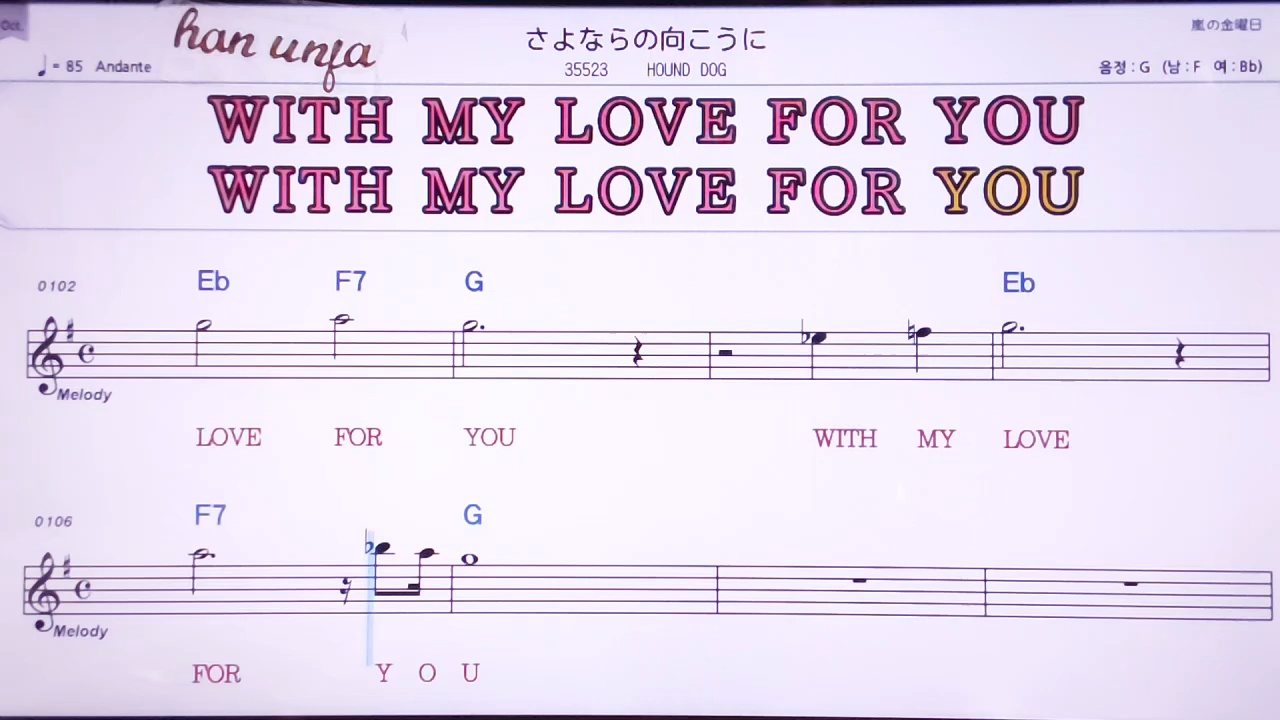 Oct.
han unja
さよならの向こうに
嵐の金曜日
♩= 85 Andante
35523 HOUND DOG
음정 : G (남 : F 여 : Bb)
WITH MY LOVE FOR YOU
WITH MY LOVE FOR YOU
0102 Eb F7 G Eb
Melody
LOVE FOR YOU WITH MY LOVE
0106 F7 G
Melody
FOR Y O U